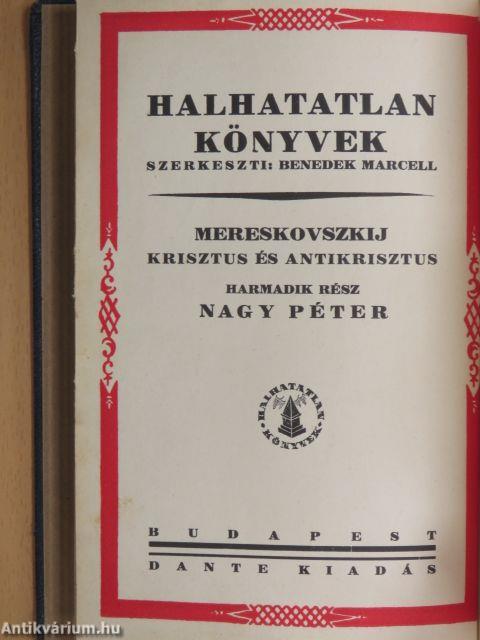 HALHATATLAN
KÖNYVEK
SZERKESZTI: BENEDEK MARCELL
MERESKOVSZKIJ
KRISZTUS ÉS ANTIKRISZTUS
HARMADIK RÉSZ
NAGY PÉTER
HALHATATLAN
KÖNYVEK
BUDAPEST
DANTE KIADÁS
Antikvárium.hu